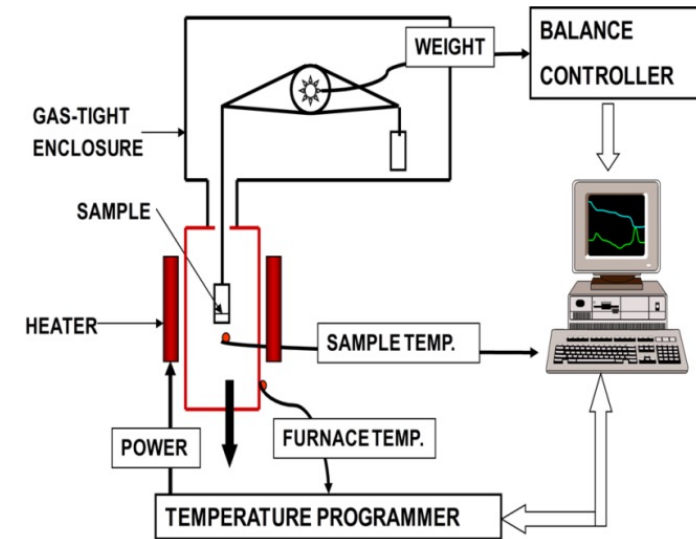 WEIGHT
BALANCE
CONTROLLER
GAS-TIGHT
ENCLOSURE
SAMPLE
HEATER
SAMPLE TEMP.
POWER
FURNACE TEMP.
TEMPERATURE PROGRAMMER